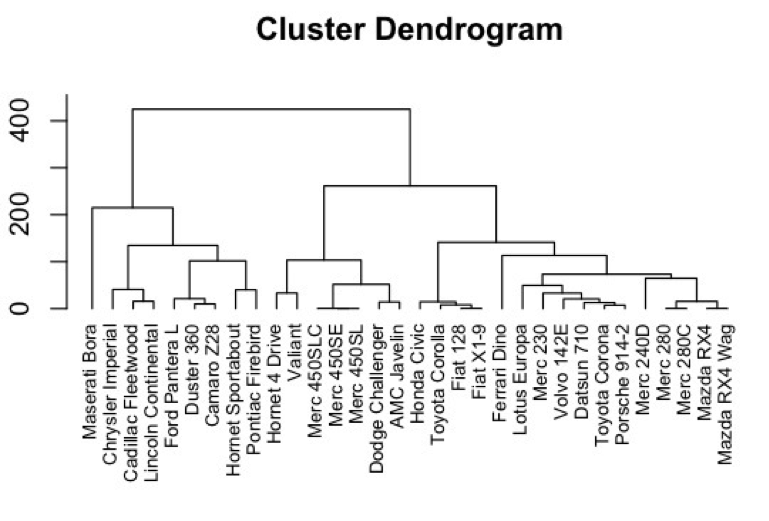 Cluster Dendrogram
400
200
0
Maserati Bora
Chrysler Imperial
Cadillac Fleetwood
Lincoln Continental
Ford Pantera L
Duster 360
Camaro Z28
Hornet Sportabout
Pontiac Firebird
Hornet 4 Drive
Valiant
Merc 450SLC
Merc 450SE
Merc 450SL
Dodge Challenger
AMC Javelin
Honda Civic
Toyota Corolla
Fiat 128
Fiat X1-9
Ferrari Dino
Lotus Europa
Merc 230
Volvo 142E
Datsun 710
Toyota Corona
Porsche 914-2
Merc 240D
Merc 280
Merc 280C
Mazda RX4
Mazda RX4 Wag